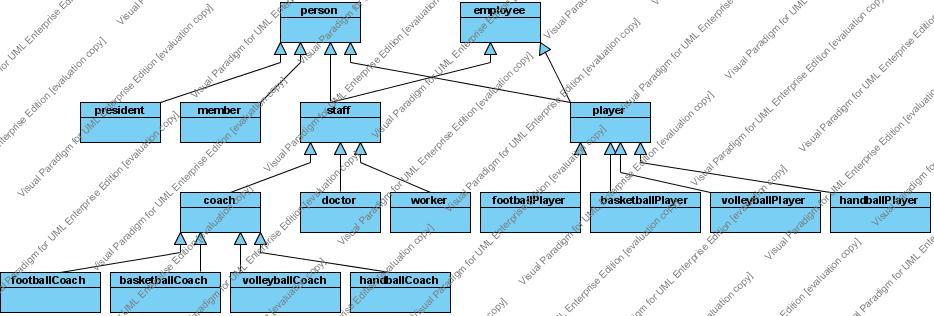 person employee
president member staff player
coach doctor worker footballPlayer basketballPlayer volleyballPlayer handballPlayer
footballCoach basketballCoach volleyballCoach handballCoach
Visual Paradigm for UML Enterprise Edition [evaluation copy]